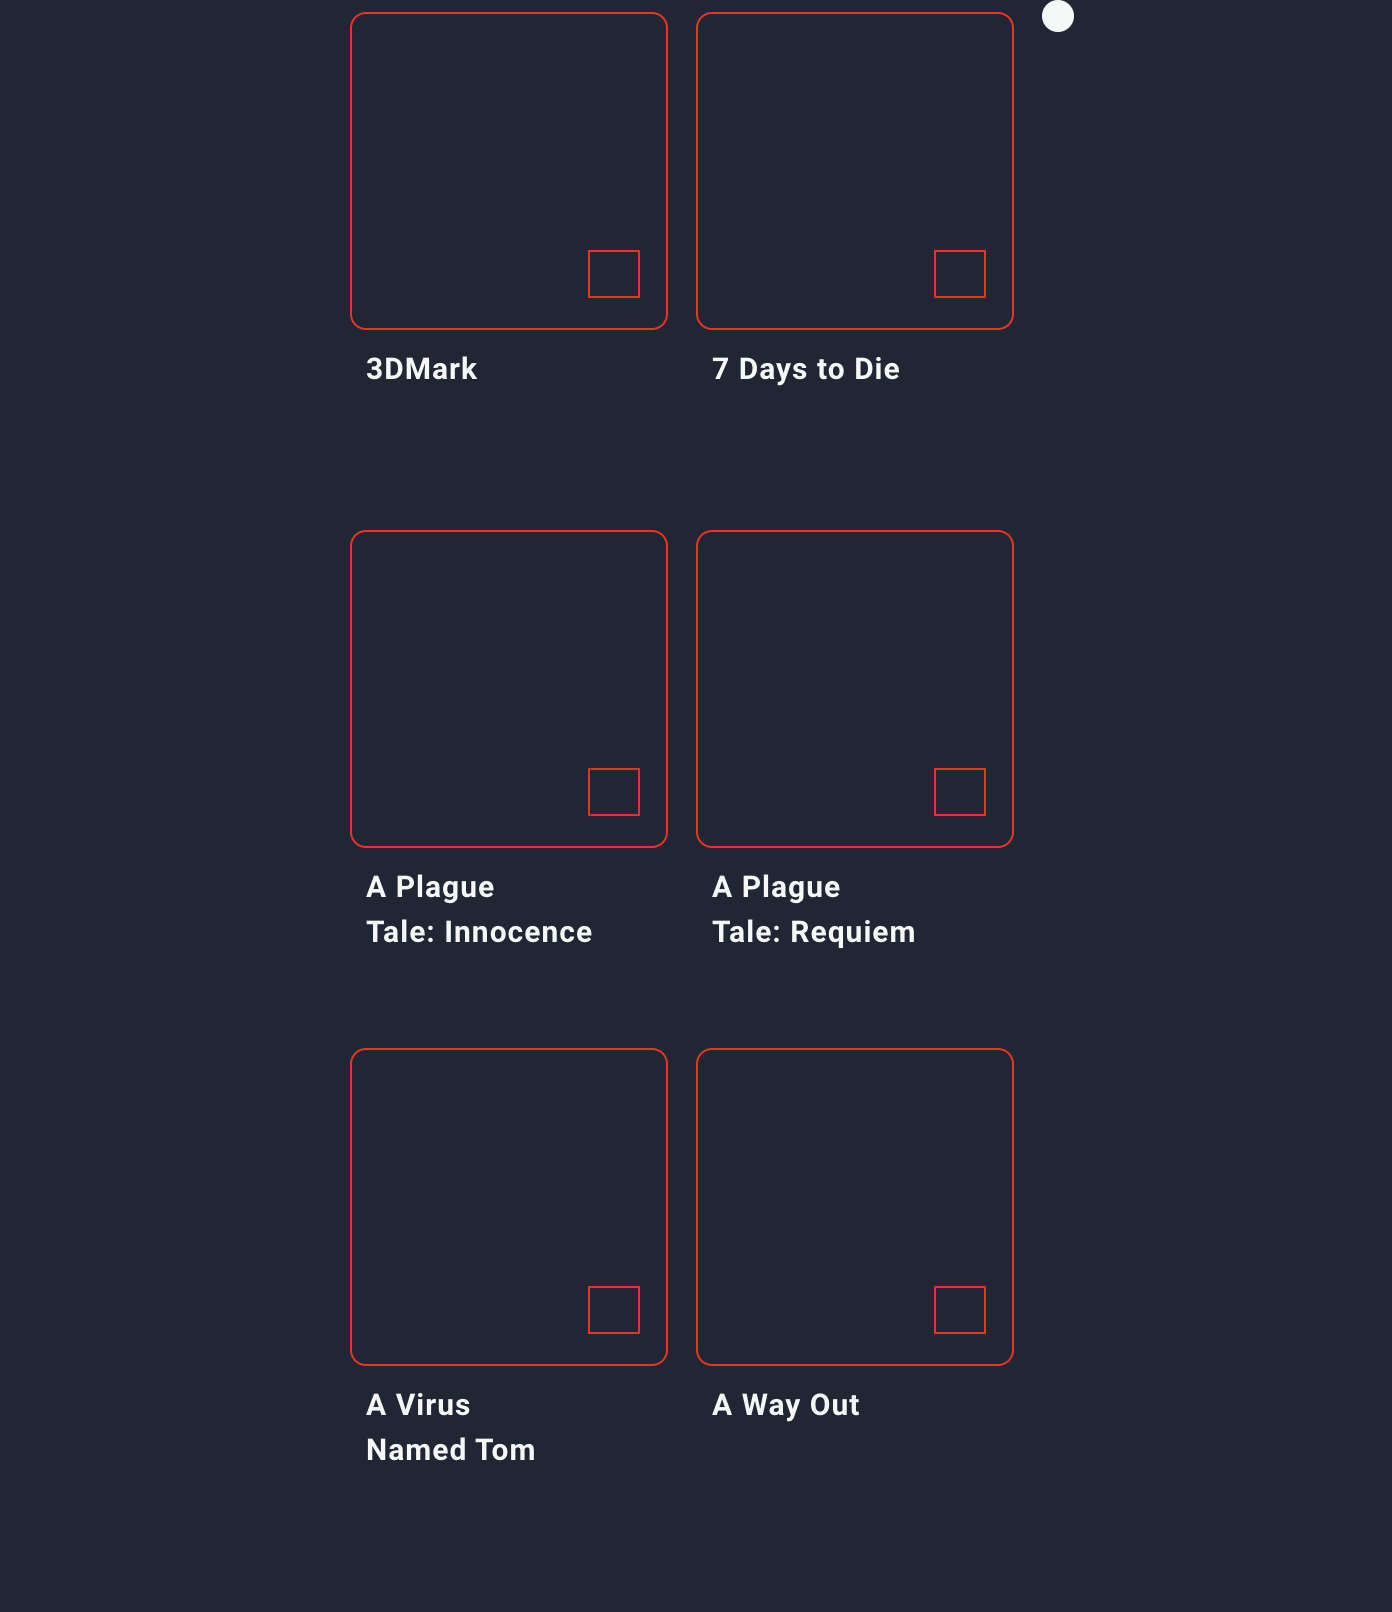 3DMark
7 Days to Die
A Plague
Tale: Innocence
A Plague
Tale: Requiem
A Virus
Named Tom
A Way Out